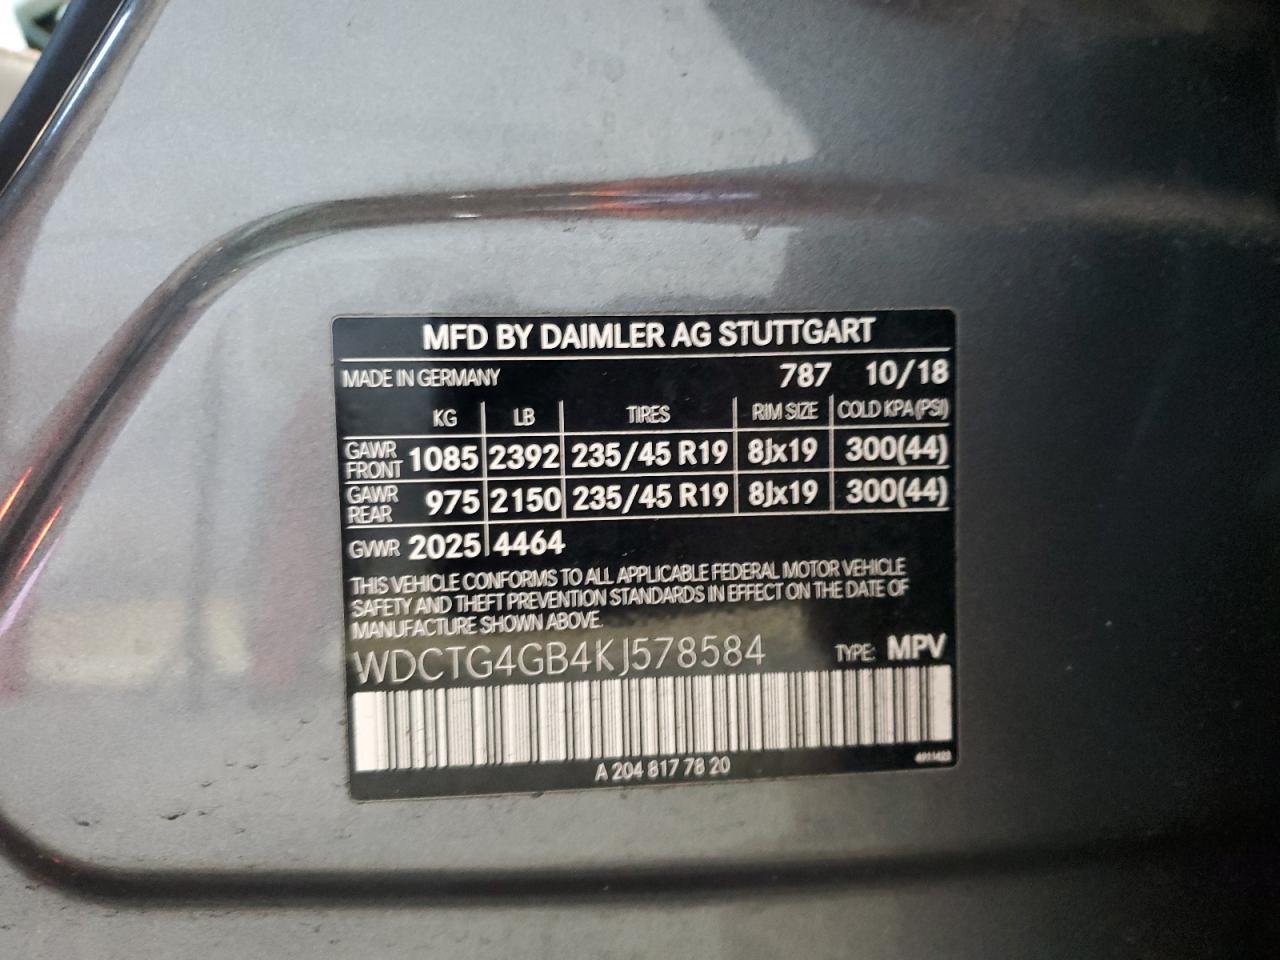 MFD BY DAIMLER AG STUTTGART
MADE IN GERMANY 787 10/18
KG LB TIRES RIM SIZE COLD KPA (PSI)
GAWR FRONT 1085 2392 235/45 R19 8Jx19 300(44)
GAWR REAR 975 2150 235/45 R19 8Jx19 300(44)
GVWR 2025 4464
THIS VEHICLE CONFORMS TO ALL APPLICABLE FEDERAL MOTOR VEHICLE
SAFETY AND THEFT PREVENTION STANDARDS IN EFFECT ON THE DATE OF
MANUFACTURE SHOWN ABOVE.
WDCTG4GB4KJ578584 TYPE: MPV
A 204 817 78 20